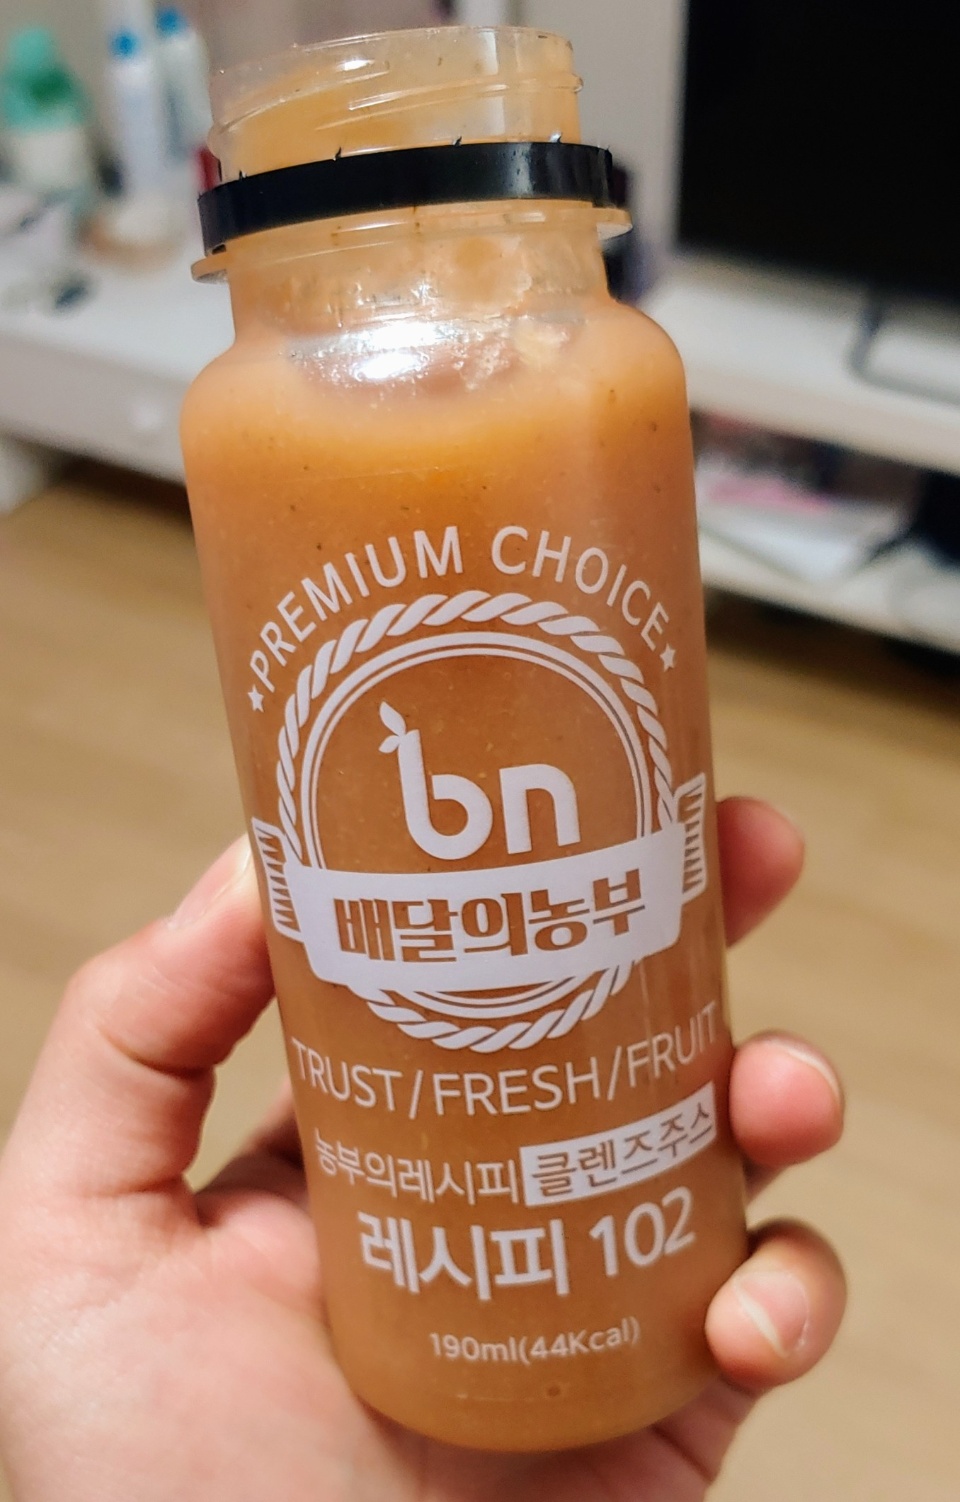 PREMIUM CHOICE
bn
배달의농부
TRUST/FRESH/FRUIT
농부의레시피 클렌즈주스
레시피 102
190ml(44Kcal)